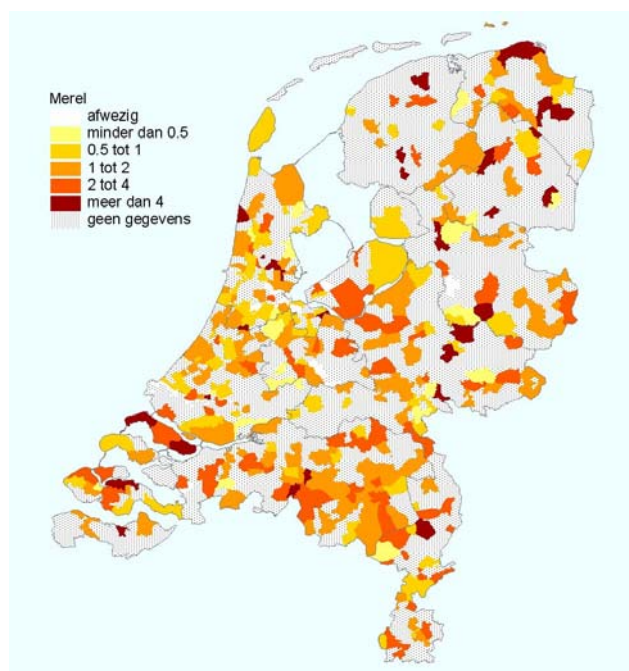 Merel
afwezig
minder dan 0.5
0.5 tot 1
1 tot 2
2 tot 4
meer dan 4
geen gegevens